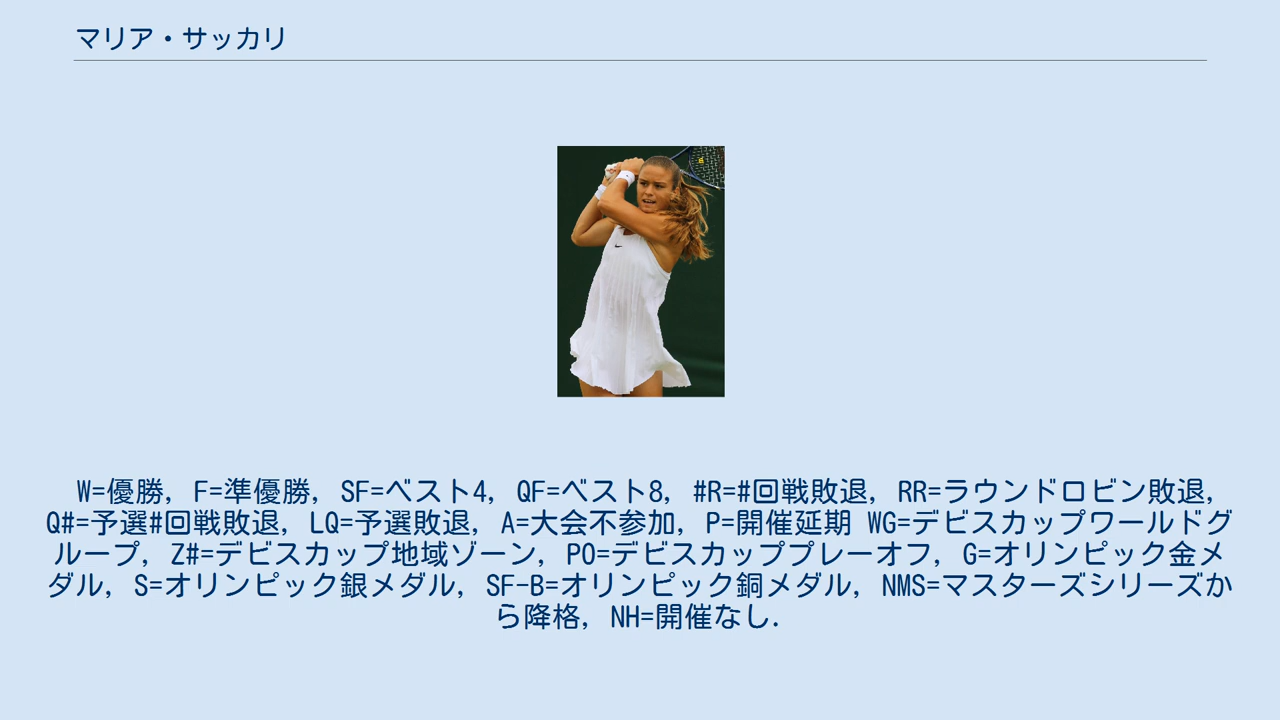 マリア・サッカリ
W=優勝, F=準優勝, SF=ベスト4, QF=ベスト8, #R=#回戦敗退, RR=ラウンドロビン敗退,
Q#=予選#回戦敗退, LQ=予選敗退, A=大会不参加, P=開催延期 WG=デビスカップワールドグ
ループ, Z#=デビスカップ地域ゾーン, PO=デビスカッププレーオフ, G=オリンピック金メ
ダル, S=オリンピック銀メダル, SF-B=オリンピック銅メダル, NMS=マスターズシリーズか
ら降格, NH=開催なし.